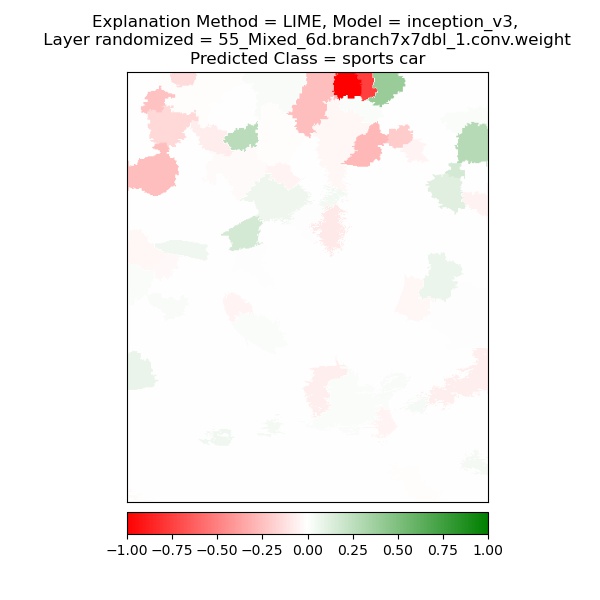 Explanation Method = LIME, Model = inception_v3,
Layer randomized = 55_Mixed_6d.branch7x7dbl_1.conv.weight
Predicted Class = sports car
−1.00 −0.75 −0.50 −0.25 0.00 0.25 0.50 0.75 1.00